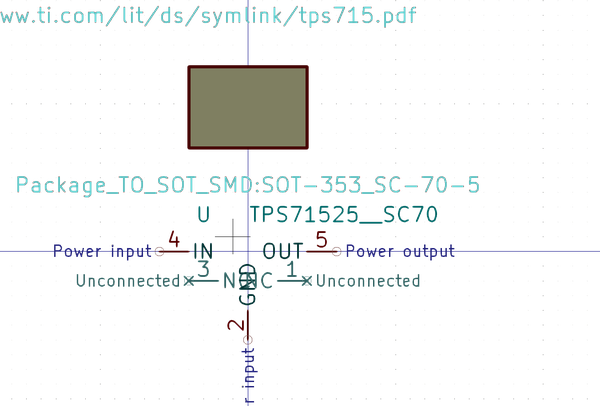 ww.ti.com/lit/ds/symlink/tps715.pdf
Package_TO_SOT_SMD:SOT-353_SC-70-5
U TPS71525__SC70
Power input 4 IN OUT 5 Power output
Unconnected 3 NC NC 1 Unconnected
GND
2
r input